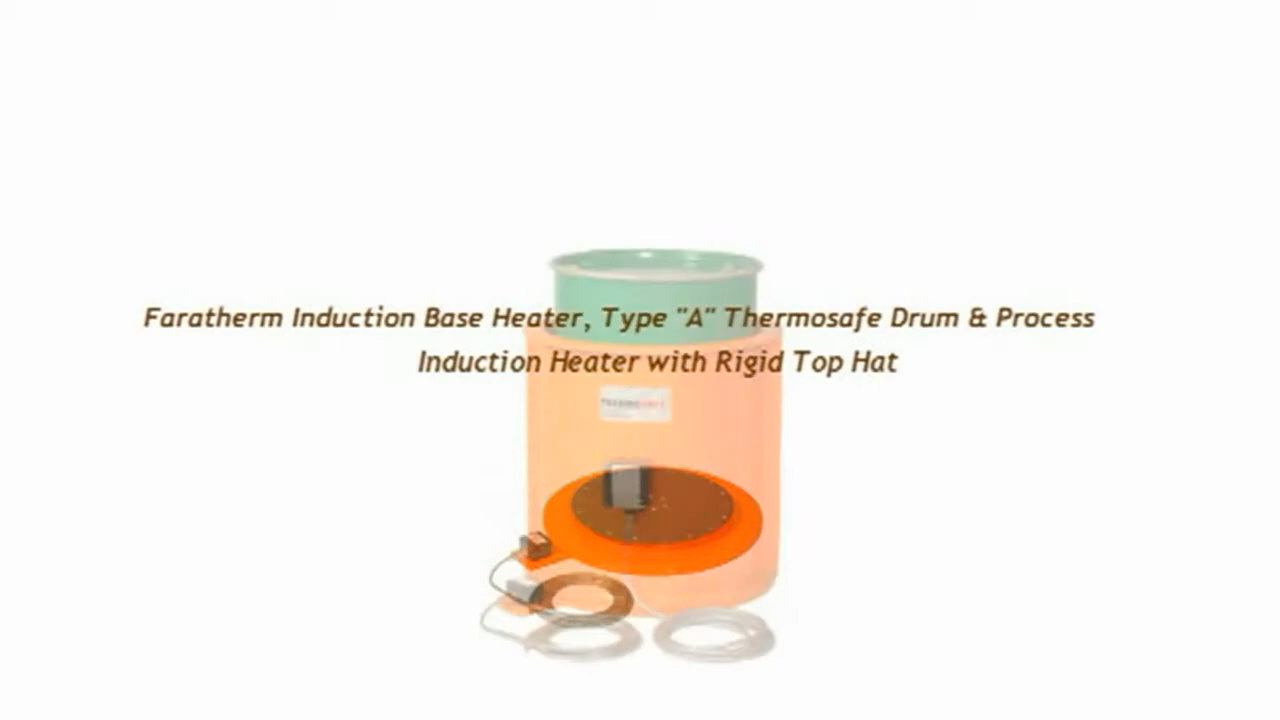 Faratherm Induction Base Heater, Type "A" Thermosafe Drum & Process
Induction Heater with Rigid Top Hat